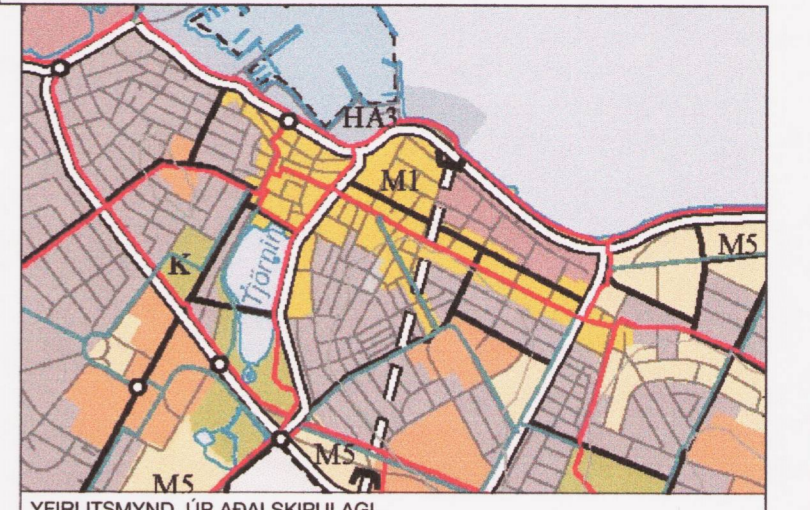 HA3
M1
M5
K
Tjörnin
M5
M5
YFIRLITSMYND ÚR AÐALSKIPULAGI